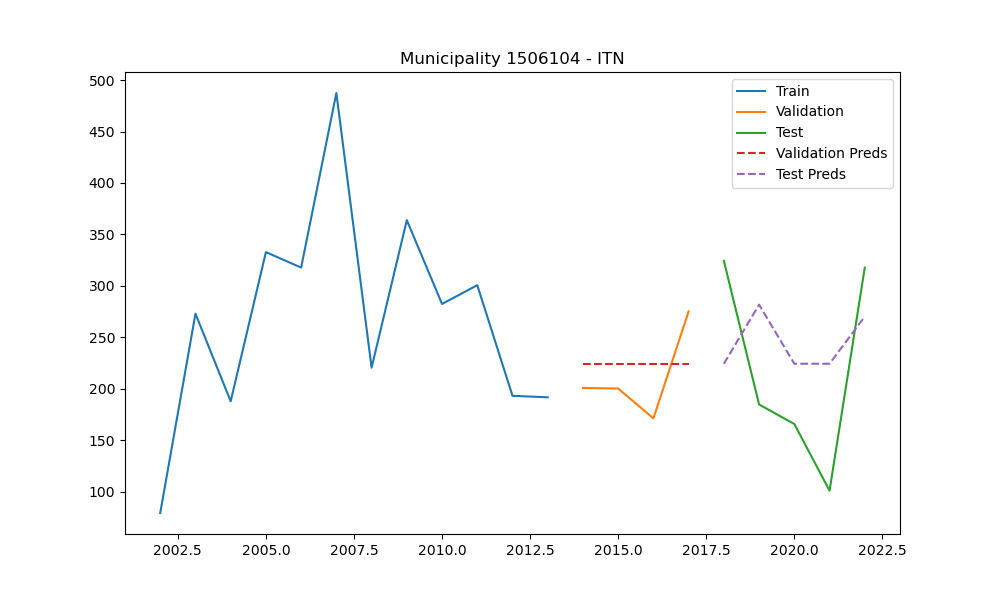 Municipality 1506104 - ITN
500
450
400
350
300
250
200
150
100
Train
Validation
Test
Validation Preds
Test Preds
2002.5 2005.0 2007.5 2010.0 2012.5 2015.0 2017.5 2020.0 2022.5